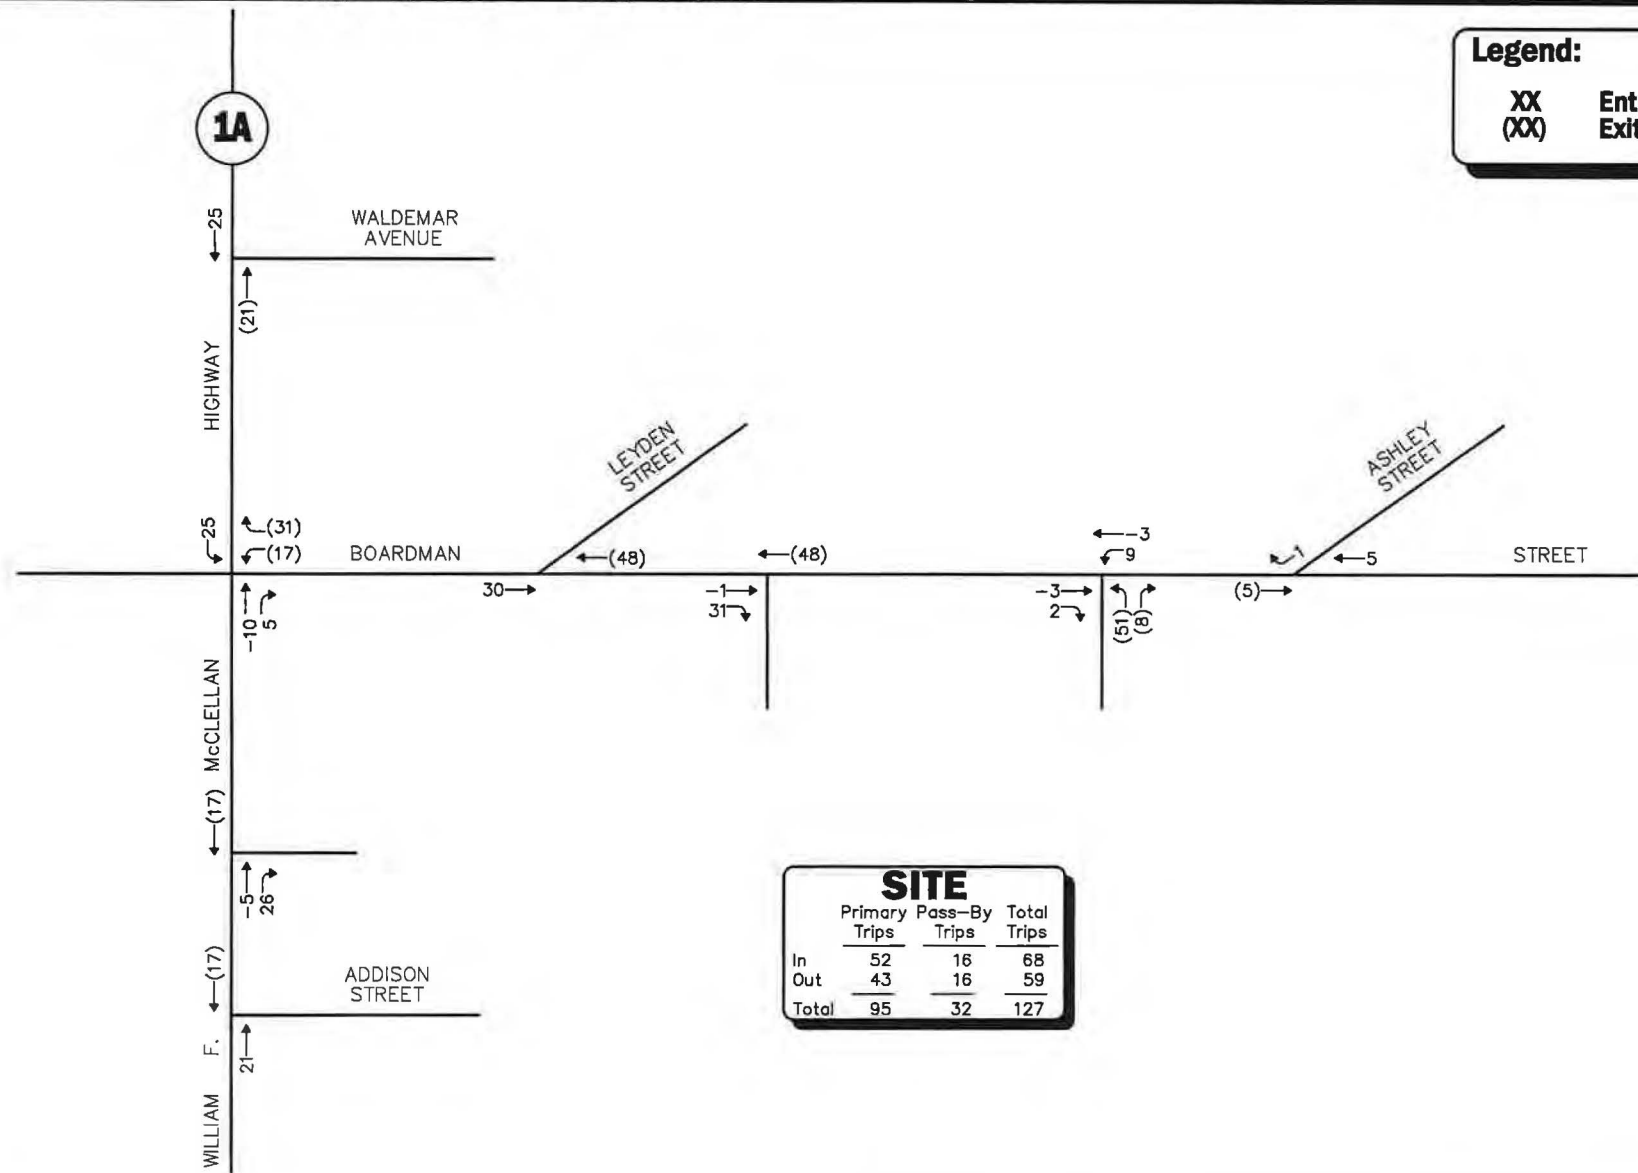 Legend:
XX Ent
(XX) Exit
1A
25
WALDEMAR
AVENUE
(21)
HIGHWAY
LEYDEN
STREET
ASHLEY
STREET
25
(31)
(17)
BOARDMAN
(48)
(48)
-3
9
1
5
STREET
30
-1
31
-3
2
(51)
(8)
(5)
-10
5
McCLELLAN
(17)
-5
26
(17)
ADDISON
STREET
21
WILLIAM F.
SITE
Primary Pass-By Total
Trips Trips Trips
In 52 16 68
Out 43 16 59
Total 95 32 127